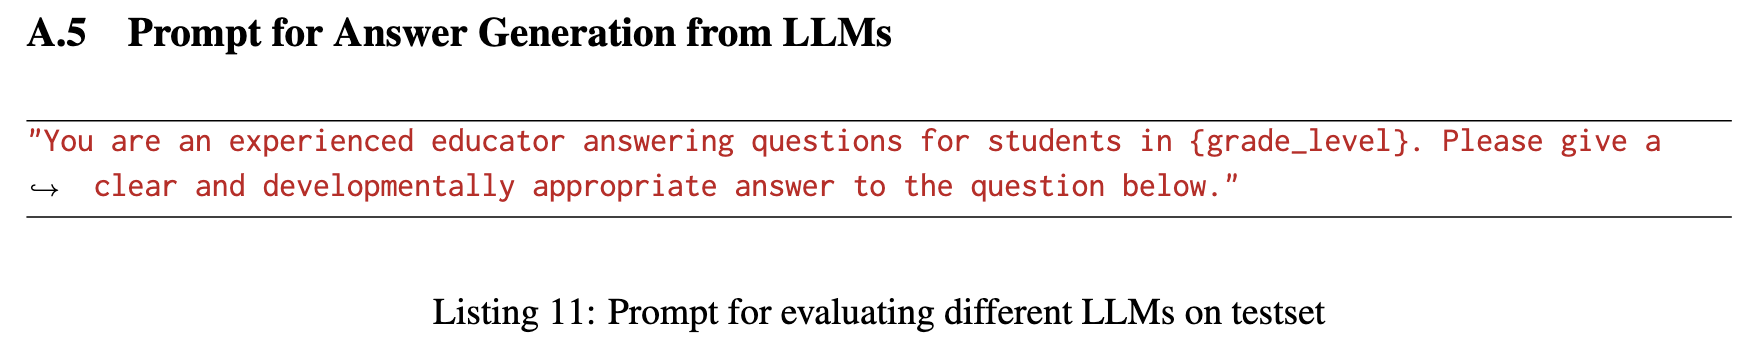 A.5 Prompt for Answer Generation from LLMs
"You are an experienced educator answering questions for students in {grade_level}. Please give a
↪ clear and developmentally appropriate answer to the question below."
Listing 11: Prompt for evaluating different LLMs on testset